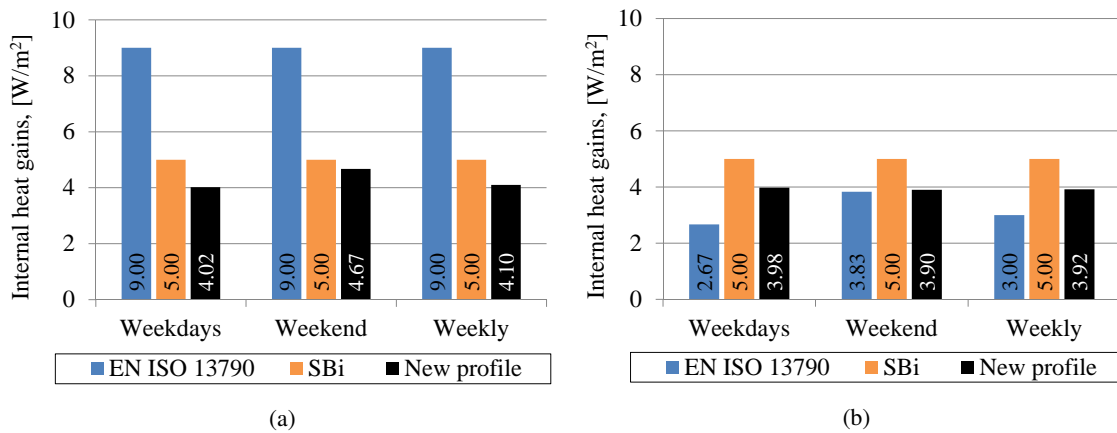 Internal heat gains, [W/m²]
10
8
6
4
2
0
9.00 5.00 4.02 9.00 5.00 4.67 9.00 5.00 4.10
Weekdays Weekend Weekly
EN ISO 13790 SBi New profile
(a)
Internal heat gains, [W/m²]
10
8
6
4
2
0
2.67 5.00 3.98 3.83 5.00 3.90 3.00 5.00 3.92
Weekdays Weekend Weekly
EN ISO 13790 SBi New profile
(b)